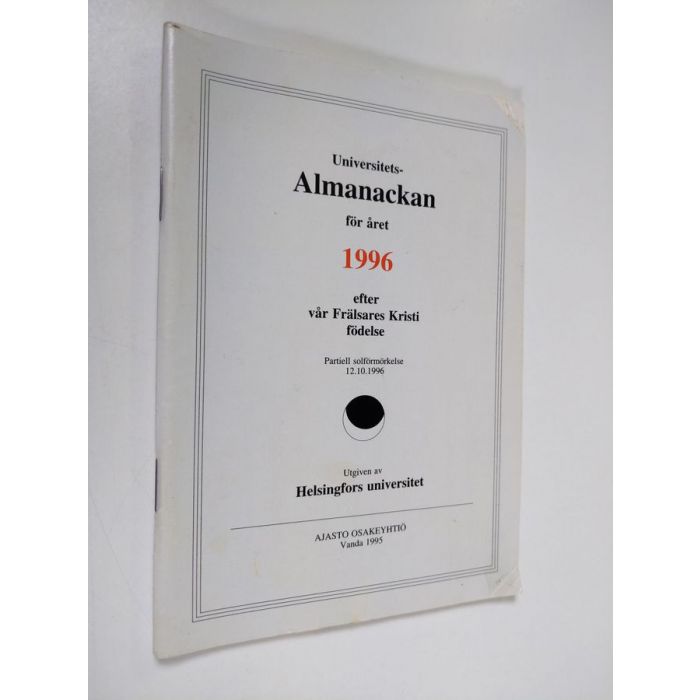 Universitets-
Almanackan
för året
1996
efter
vår Frälsares Kristi
födelse
Partiell solförmörkelse
12.10.1996
Utgiven av
Helsingfors universitet
AJASTO OSAKEYHTIÖ
Vanda 1995